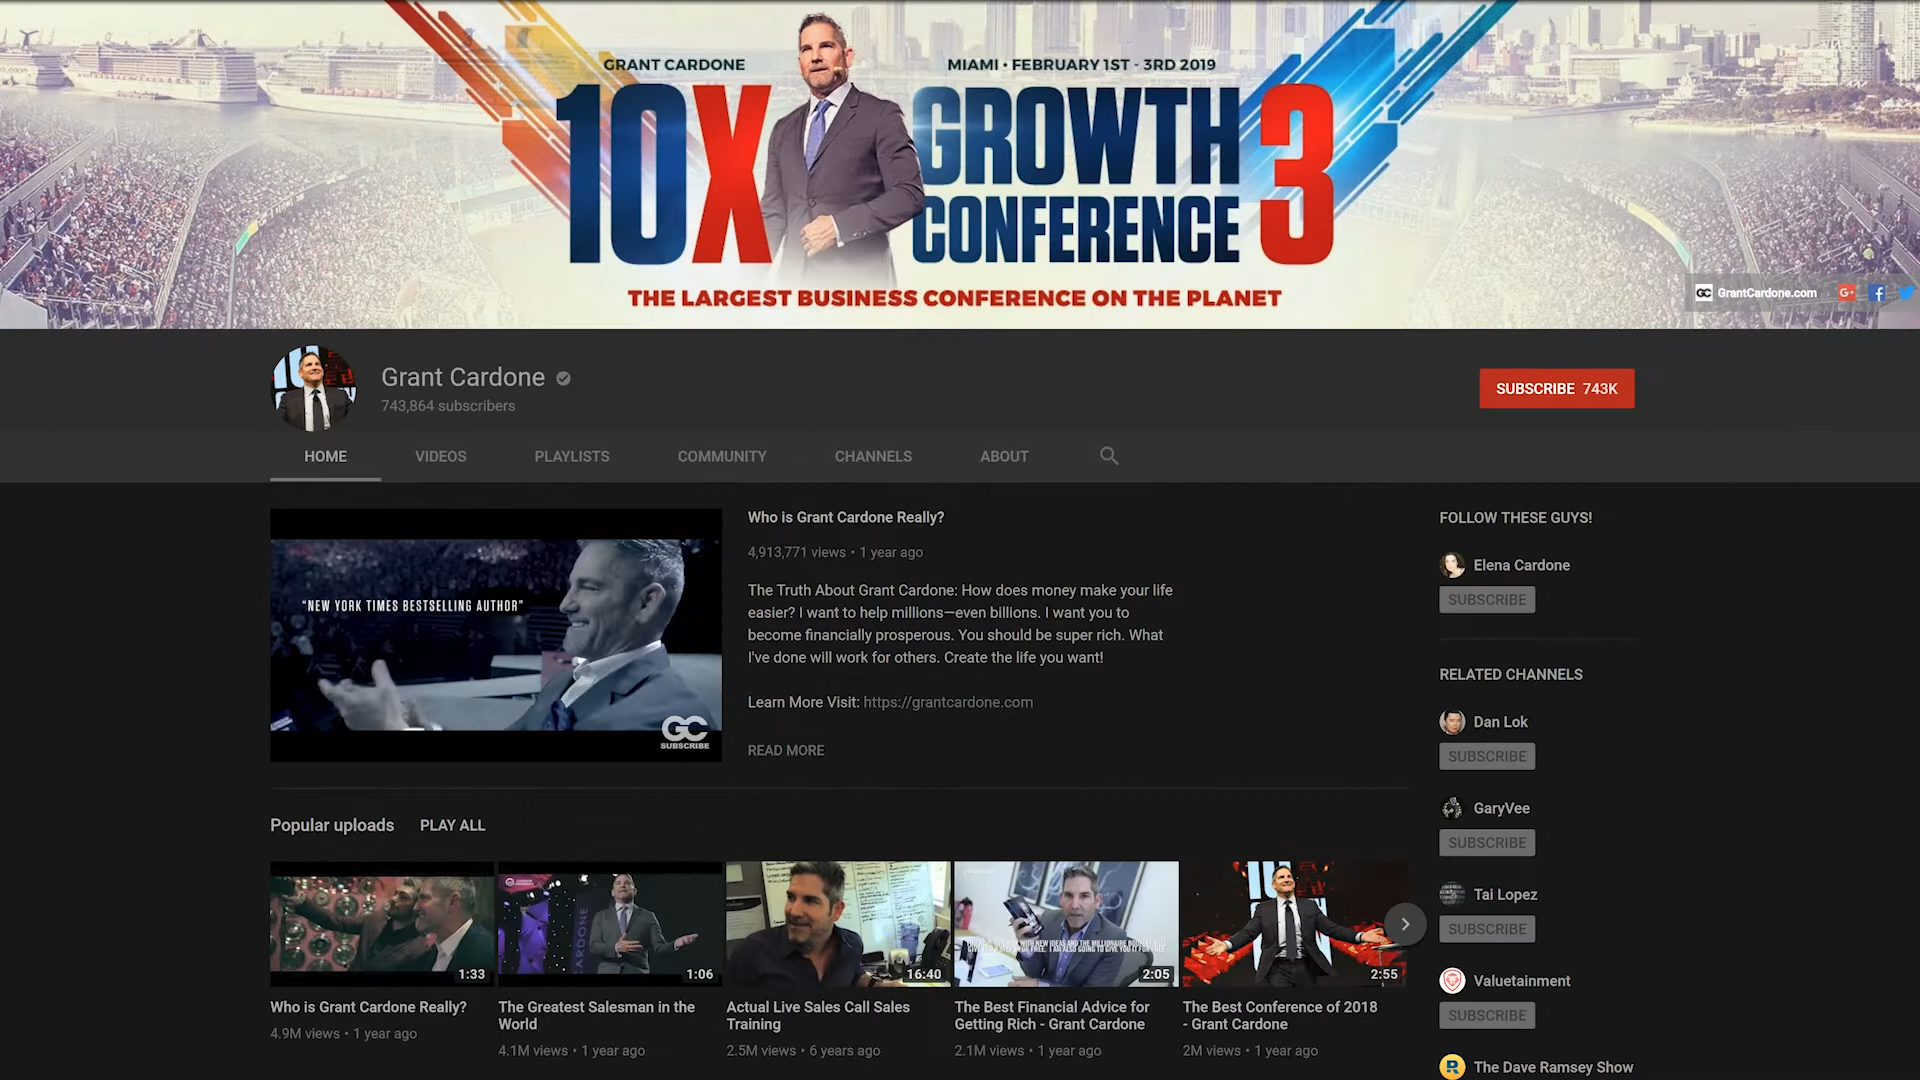 GRANT CARDONE
MIAMI • FEBRUARY 1ST - 3RD 2019
10X GROWTH CONFERENCE 3
THE LARGEST BUSINESS CONFERENCE ON THE PLANET
GC GrantCardone.com
Grant Cardone
743,864 subscribers
SUBSCRIBE 743K
HOME VIDEOS PLAYLISTS COMMUNITY CHANNELS ABOUT
"NEW YORK TIMES BESTSELLING AUTHOR"
GC
SUBSCRIBE
Who is Grant Cardone Really?
4,913,771 views • 1 year ago
The Truth About Grant Cardone: How does money make your life
easier? I want to help millions—even billions. I want you to
become financially prosperous. You should be super rich. What
I've done will work for others. Create the life you want!
Learn More Visit: https://grantcardone.com
READ MORE
FOLLOW THESE GUYS!
Elena Cardone
SUBSCRIBE
RELATED CHANNELS
Dan Lok
SUBSCRIBE
GaryVee
SUBSCRIBE
Tai Lopez
SUBSCRIBE
Valuetainment
SUBSCRIBE
The Dave Ramsey Show
Popular uploads PLAY ALL
1:33
Who is Grant Cardone Really?
4.9M views • 1 year ago
CARDONE
1:06
The Greatest Salesman in the
World
4.1M views • 1 year ago
16:40
Actual Live Sales Call Sales
Training
2.5M views • 6 years ago
2:05
The Best Financial Advice for
Getting Rich - Grant Cardone
2.1M views • 1 year ago
2:55
The Best Conference of 2018
- Grant Cardone
2M views • 1 year ago